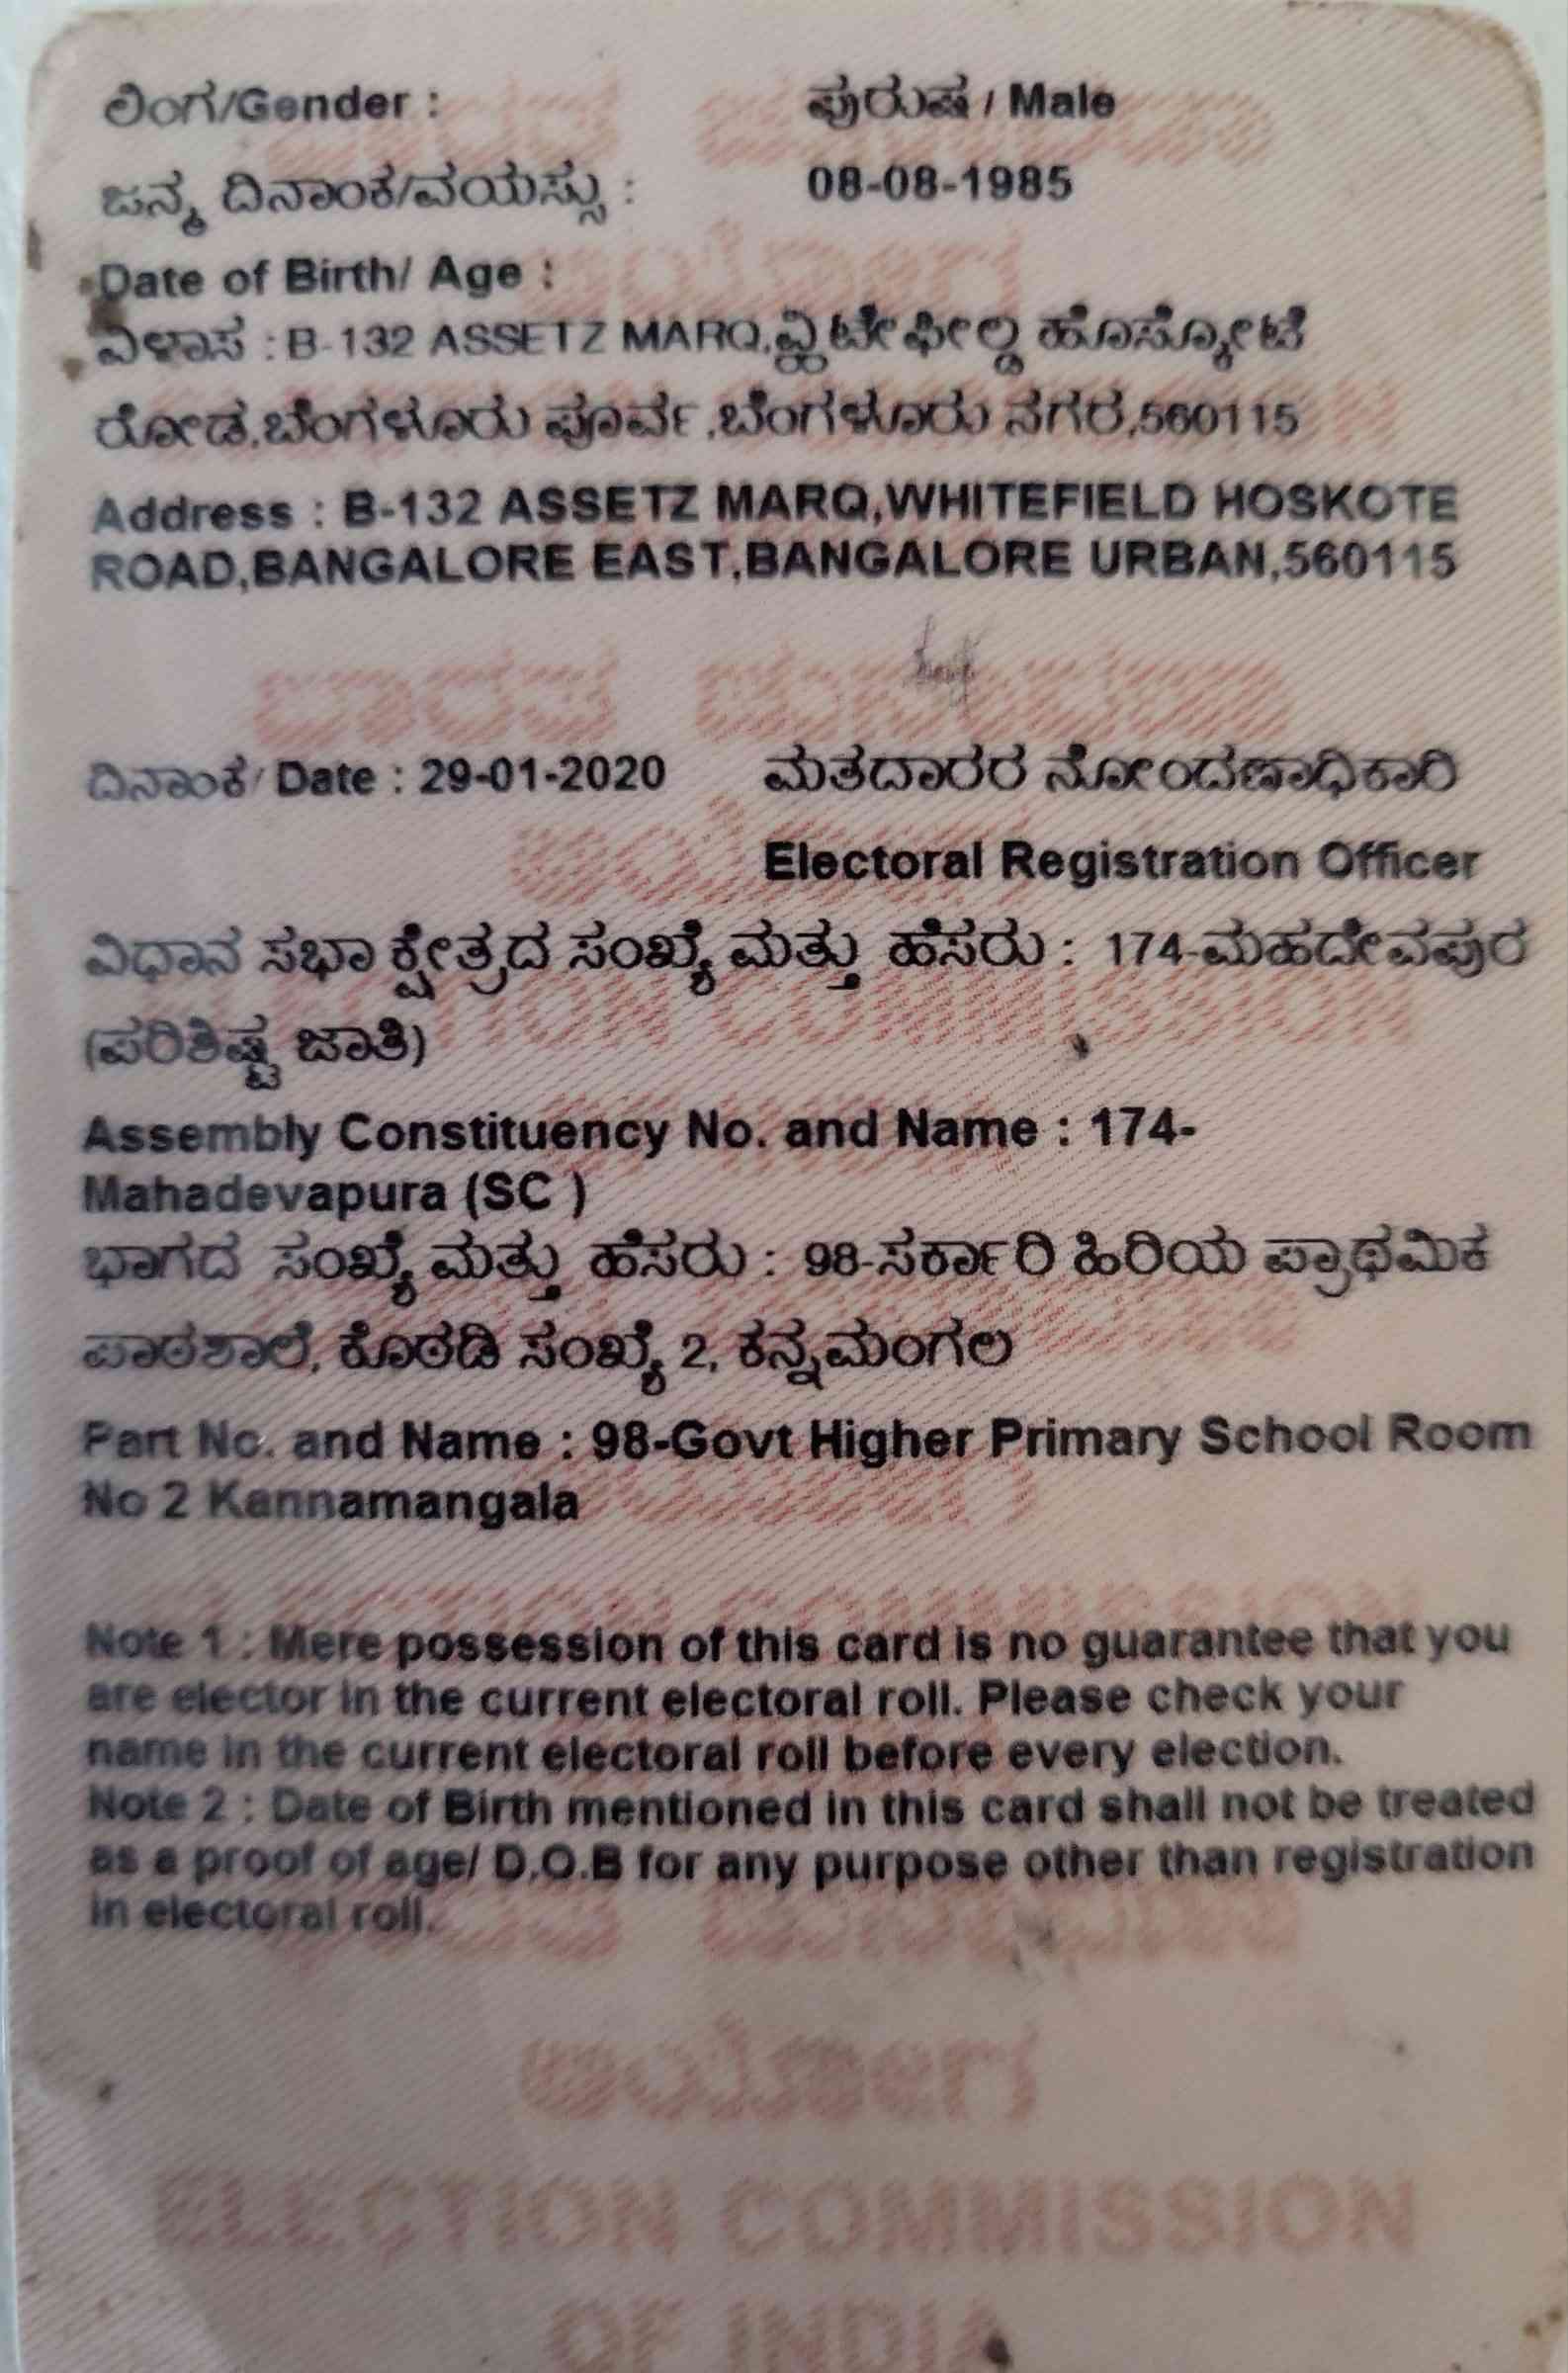 ಲಿಂಗ/Gender : ಪುರುಷ / Male
ಜನ್ಮ ದಿನಾಂಕ/ವಯಸ್ಸು : 08-08-1985
Date of Birth/ Age :
ವಿಳಾಸ : B-132 ASSETZ MARQ,ವ್ಹಿಟೇಫೀಲ್ಡ ಹೊಸ್ಕೋಟೆ
ರೋಡ,ಬೆಂಗಳೂರು ಪೂರ್ವ ,ಬೆಂಗಳೂರು ನಗರ,560115
Address : B-132 ASSETZ MARQ,WHITEFIELD HOSKOTE
ROAD,BANGALORE EAST,BANGALORE URBAN,560115
ದಿನಾಂಕ/ Date : 29-01-2020 ಮತದಾರರ ನೋಂದಣಾಧಿಕಾರಿ
Electoral Registration Officer
ವಿಧಾನ ಸಭಾ ಕ್ಷೇತ್ರದ ಸಂಖ್ಯೆ ಮತ್ತು ಹೆಸರು : 174-ಮಹದೇವಪುರ
(ಪರಿಶಿಷ್ಟ ಜಾತಿ)
Assembly Constituency No. and Name : 174-
Mahadevapura (SC )
ಭಾಗದ ಸಂಖ್ಯೆ ಮತ್ತು ಹೆಸರು : 98-ಸರ್ಕಾರಿ ಹಿರಿಯ ಪ್ರಾಥಮಿಕ
ಪಾಠಶಾಲೆ, ಕೊಠಡಿ ಸಂಖ್ಯೆ 2, ಕನ್ನಮಂಗಲ
Part No. and Name : 98-Govt Higher Primary School Room
No 2 Kannamangala
Note 1 : Mere possession of this card is no guarantee that you
are elector in the current electoral roll. Please check your
name in the current electoral roll before every election.
Note 2 : Date of Birth mentioned in this card shall not be treated
as a proof of age/ D.O.B for any purpose other than registration
in electoral roll.
ಆಯೋಗ
ELECTION COMMISSION
OF INDIA